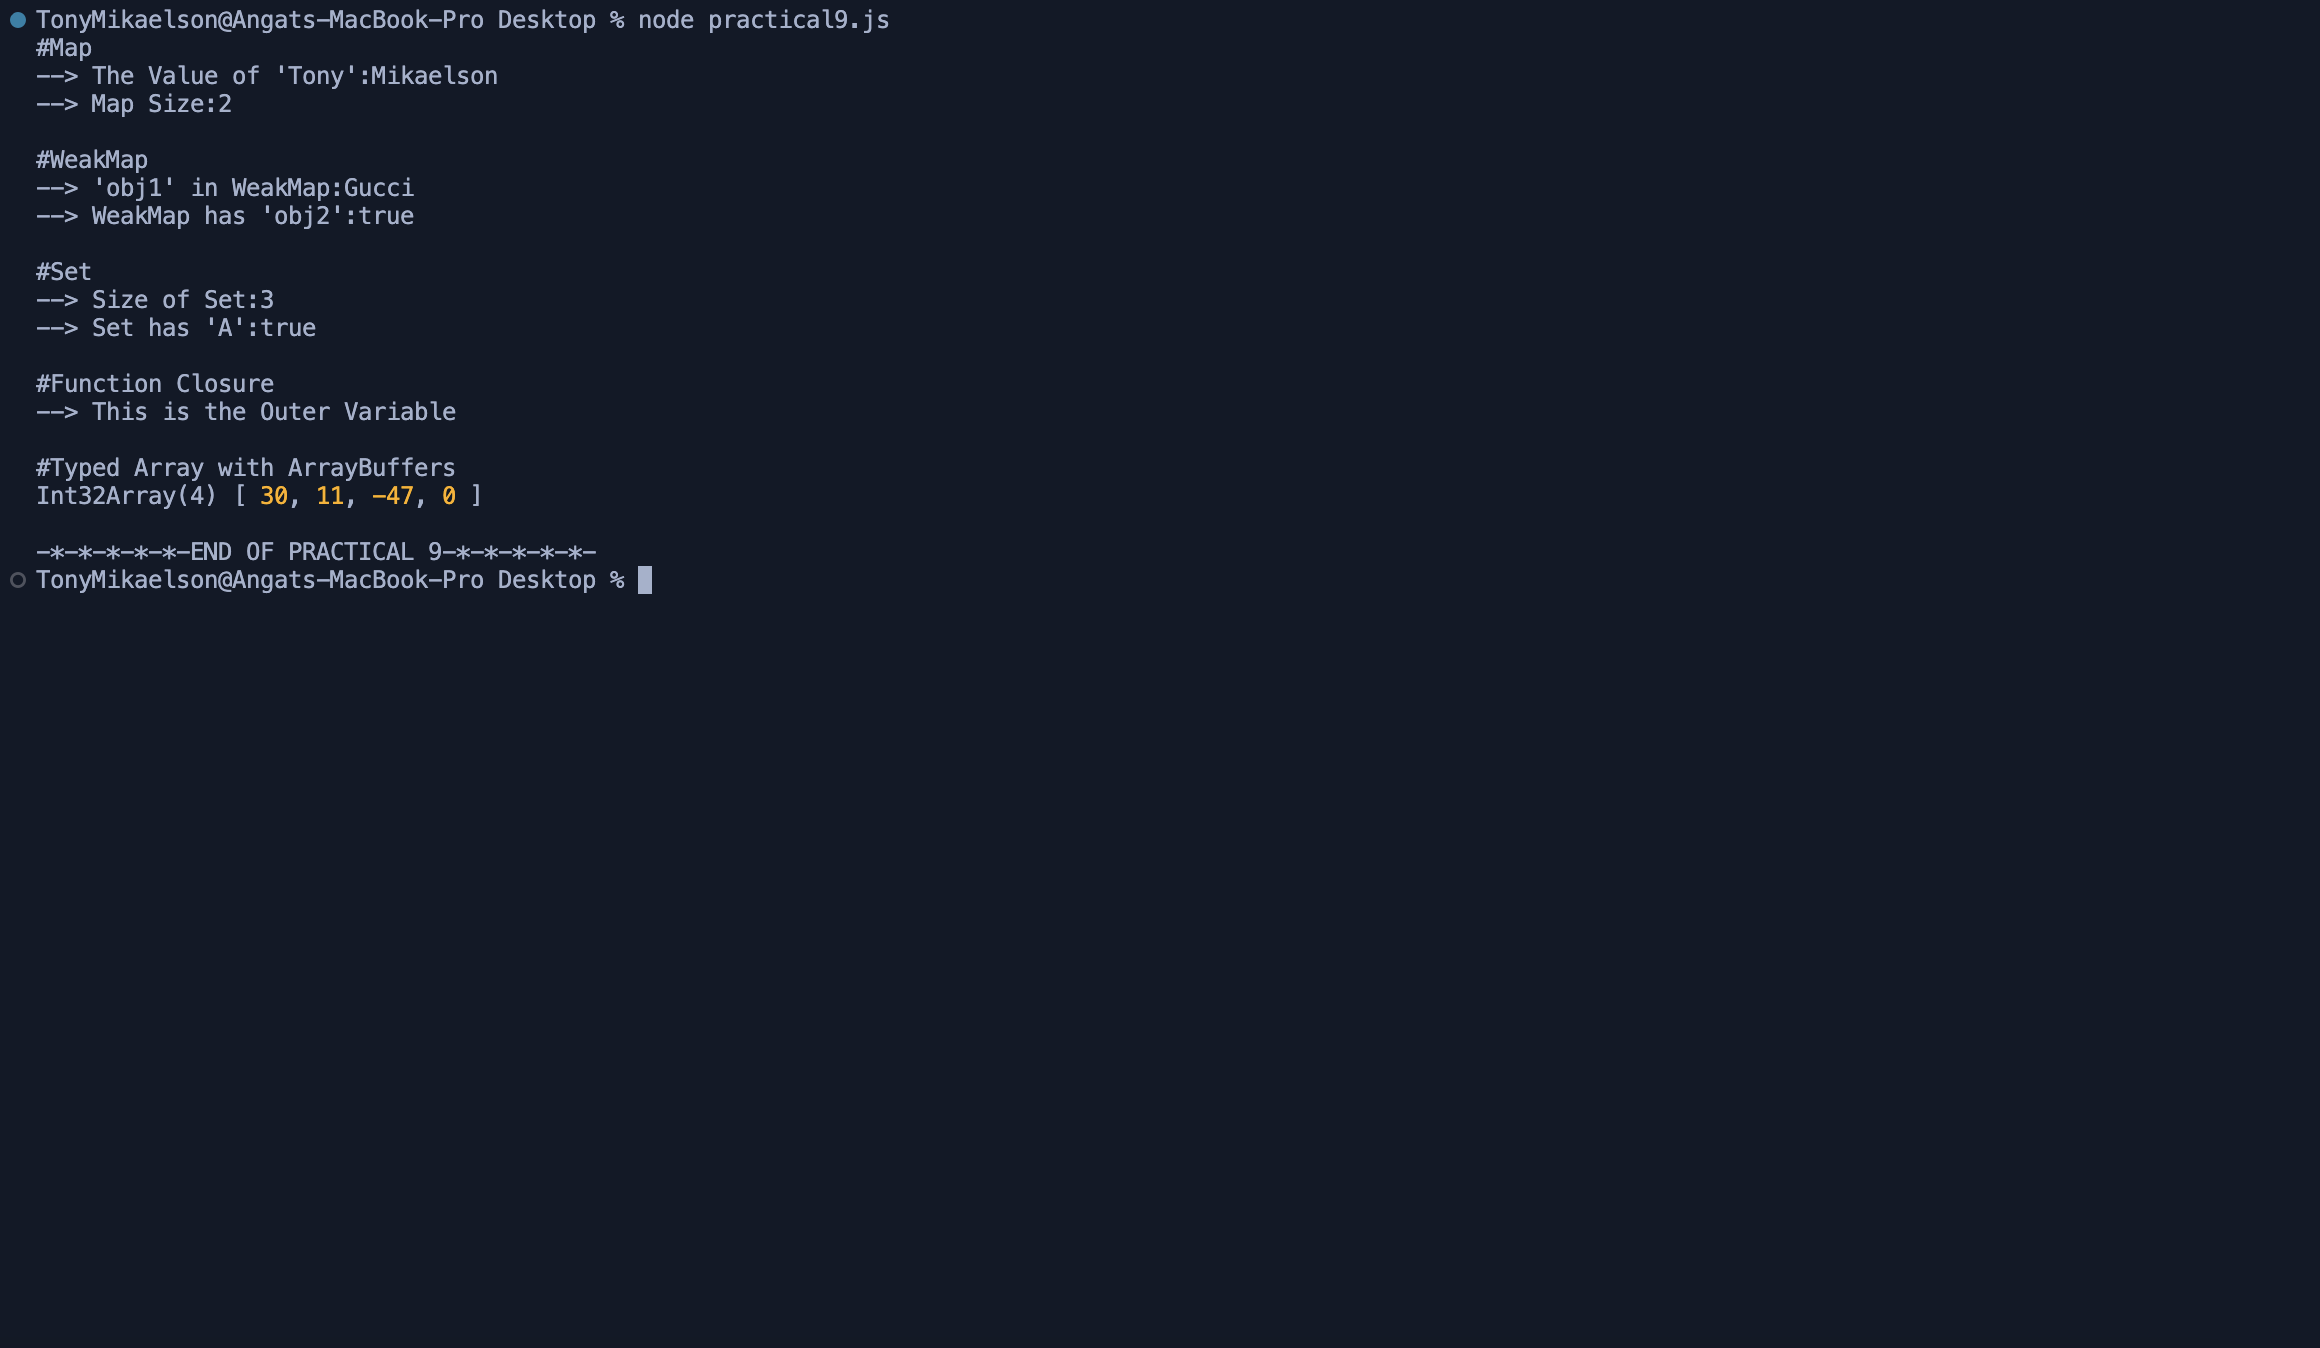 TonyMikaelson@Angats-MacBook-Pro Desktop % node practical9.js
#Map
--> The Value of 'Tony':Mikaelson
--> Map Size:2
#WeakMap
--> 'obj1' in WeakMap:Gucci
--> WeakMap has 'obj2':true
#Set
--> Size of Set:3
--> Set has 'A':true
#Function Closure
--> This is the Outer Variable
#Typed Array with ArrayBuffers
Int32Array(4) [ 30, 11, -47, 0 ]
-*-*-*-*-*-END OF PRACTICAL 9-*-*-*-*-*-
TonyMikaelson@Angats-MacBook-Pro Desktop %